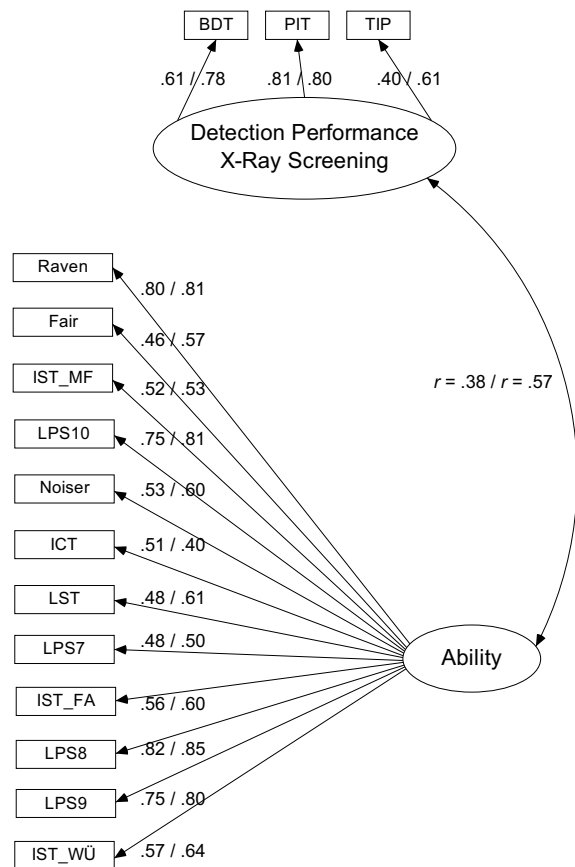 BDT PIT TIP
.61 / .78 .81 / .80 .40 / .61
Detection Performance
X-Ray Screening
Raven
.80 / .81
Fair
.46 / .57
IST_MF
.52 / .53
r = .38 / r = .57
LPS10
.75 / .81
Noiser
.53 / .60
ICT
.51 / .40
LST
.48 / .61
LPS7
.48 / .50
Ability
IST_FA
.56 / .60
LPS8
.82 / .85
LPS9
.75 / .80
IST_WÜ
.57 / .64